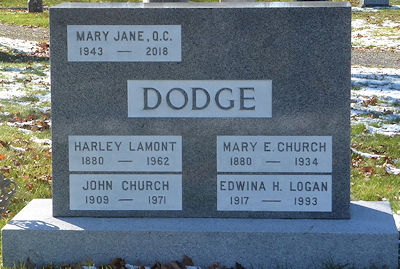 MARY JANE, Q.C.
1943 — 2018
DODGE
HARLEY LAMONT
1880 — 1962
MARY E. CHURCH
1880 — 1934
JOHN CHURCH
1909 — 1971
EDWINA H. LOGAN
1917 — 1993